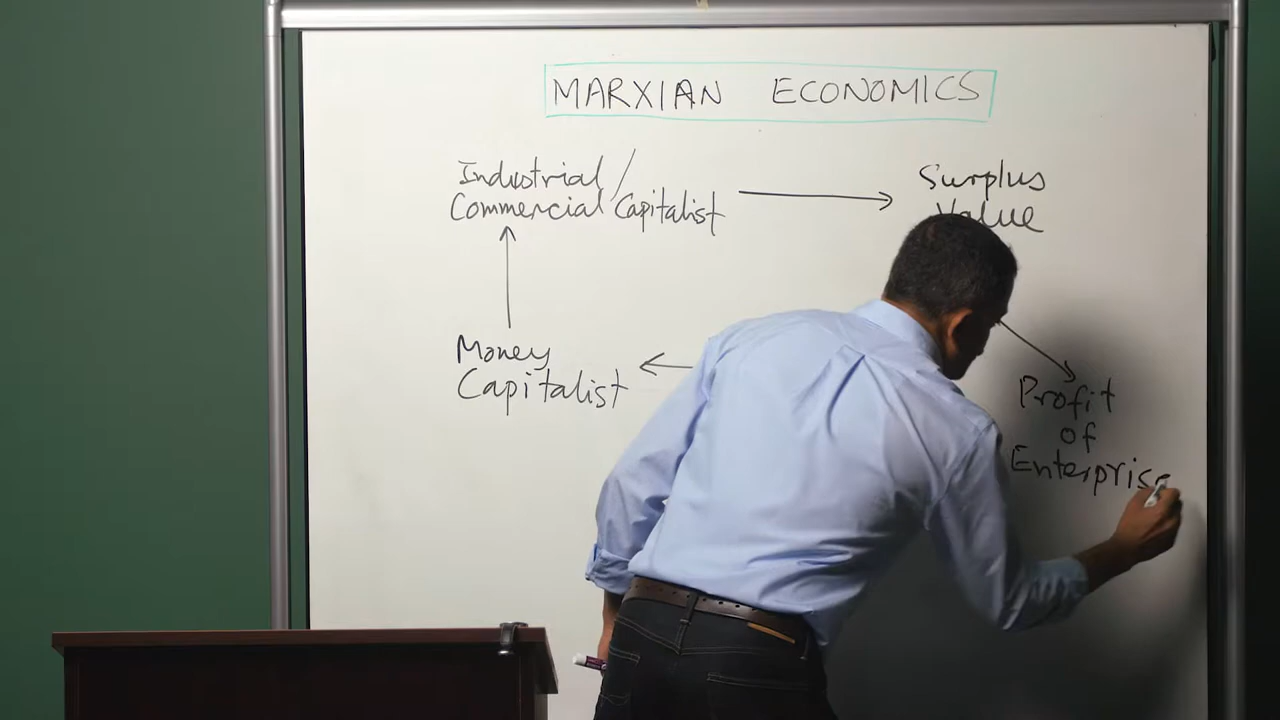 MARXIAN ECONOMICS
Industrial/
Commercial Capitalist
Surplus
Value
Money
Capitalist
Profit
of
Enterprise